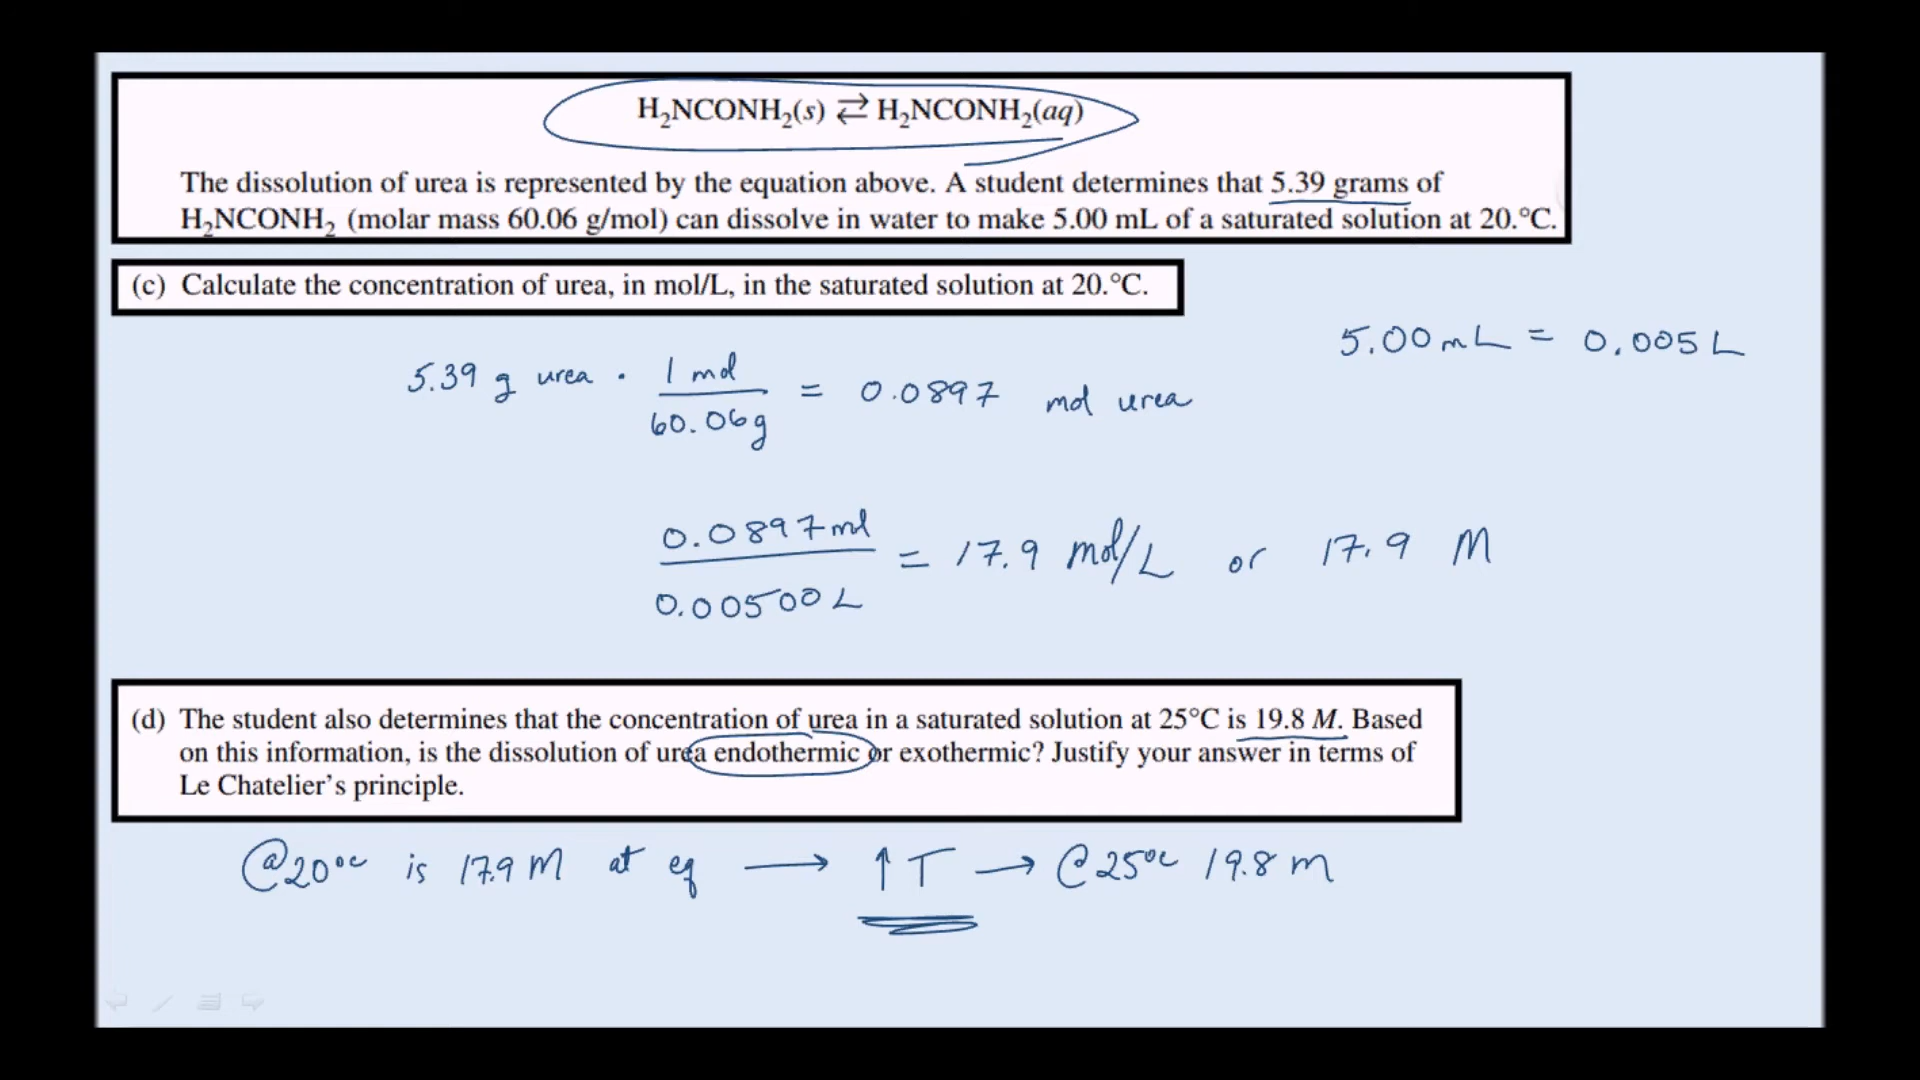 H₂NCONH₂(s) ⇄ H₂NCONH₂(aq)
The dissolution of urea is represented by the equation above. A student determines that 5.39 grams of
H₂NCONH₂ (molar mass 60.06 g/mol) can dissolve in water to make 5.00 mL of a saturated solution at 20.°C.
(c) Calculate the concentration of urea, in mol/L, in the saturated solution at 20.°C.
5.00 mL = 0.005 L
5.39 g urea · 1 mol / 60.06g = 0.0897 mol urea
0.0897 mol / 0.00500 L = 17.9 mol/L or 17.9 M
(d) The student also determines that the concentration of urea in a saturated solution at 25°C is 19.8 M. Based
on this information, is the dissolution of urea endothermic or exothermic? Justify your answer in terms of
Le Chatelier's principle.
@20°C is 17.9 M at eq → ↑T → @25°C 19.8 M